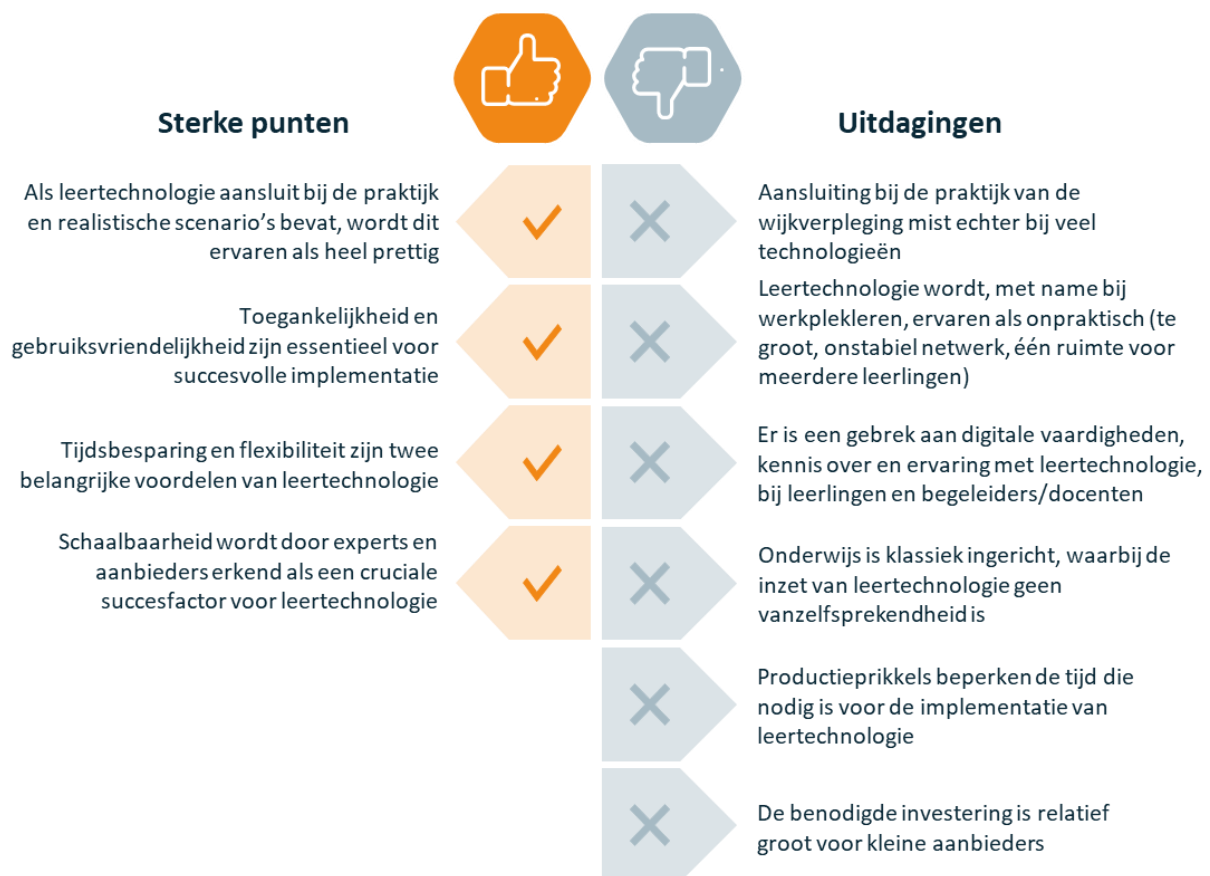 Sterke punten
Als leertechnologie aansluit bij de praktijk
en realistische scenario's bevat, wordt dit
ervaren als heel prettig
Toegankelijkheid en
gebruiksvriendelijkheid zijn essentieel voor
succesvolle implementatie
Tijdsbesparing en flexibiliteit zijn twee
belangrijke voordelen van leertechnologie
Schaalbaarheid wordt door experts en
aanbieders erkend als een cruciale
succesfactor voor leertechnologie
Uitdagingen
Aansluiting bij de praktijk van de
wijkverpleging mist echter bij veel
technologieën
Leertechnologie wordt, met name bij
werkplekleren, ervaren als onpraktisch (te
groot, onstabiel netwerk, één ruimte voor
meerdere leerlingen)
Er is een gebrek aan digitale vaardigheden,
kennis over en ervaring met leertechnologie,
bij leerlingen en begeleiders/docenten
Onderwijs is klassiek ingericht, waarbij de
inzet van leertechnologie geen
vanzelfsprekendheid is
Productieprikkels beperken de tijd die
nodig is voor de implementatie van
leertechnologie
De benodigde investering is relatief
groot voor kleine aanbieders